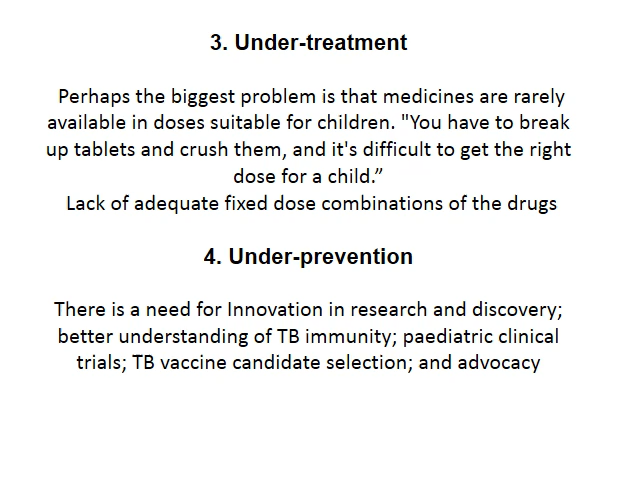 3. Under-treatment
Perhaps the biggest problem is that medicines are rarely
available in doses suitable for children. "You have to break
up tablets and crush them, and it's difficult to get the right
dose for a child.”
Lack of adequate fixed dose combinations of the drugs
4. Under-prevention
There is a need for Innovation in research and discovery;
better understanding of TB immunity; paediatric clinical
trials; TB vaccine candidate selection; and advocacy